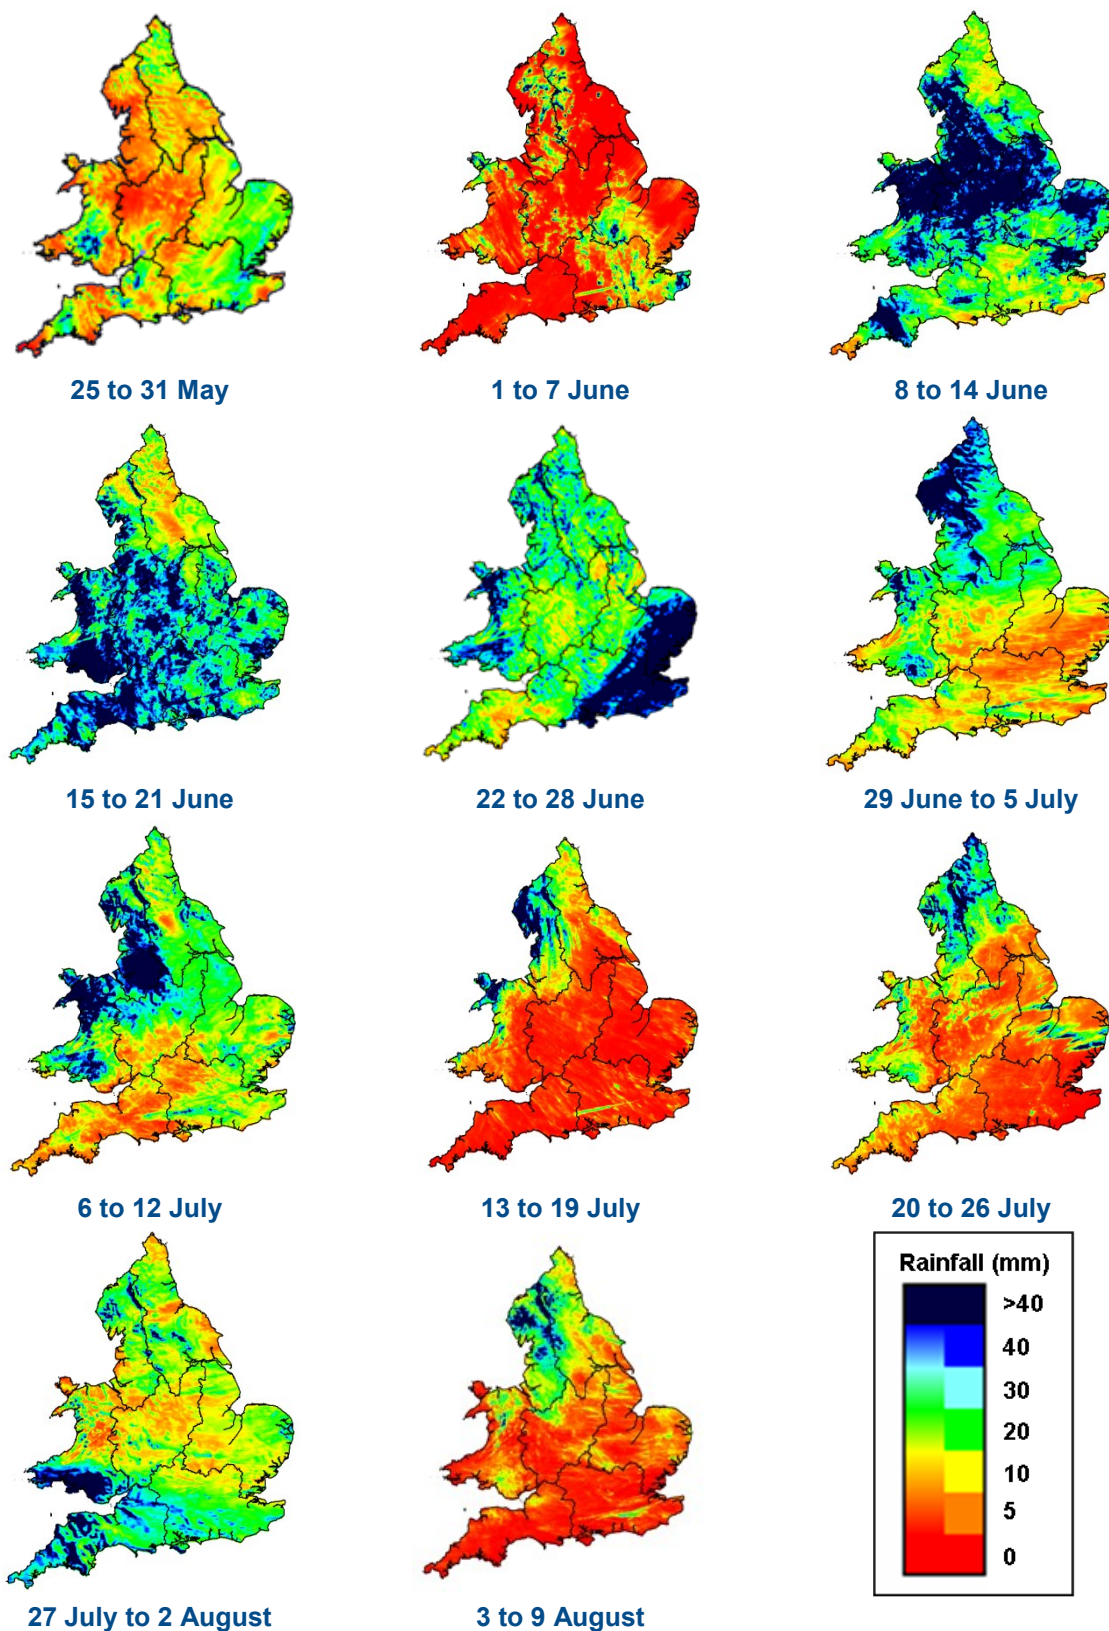 25 to 31 May
1 to 7 June
8 to 14 June
15 to 21 June
22 to 28 June
29 June to 5 July
6 to 12 July
13 to 19 July
20 to 26 July
Rainfall (mm)
>40
40
30
20
10
5
0
27 July to 2 August
3 to 9 August